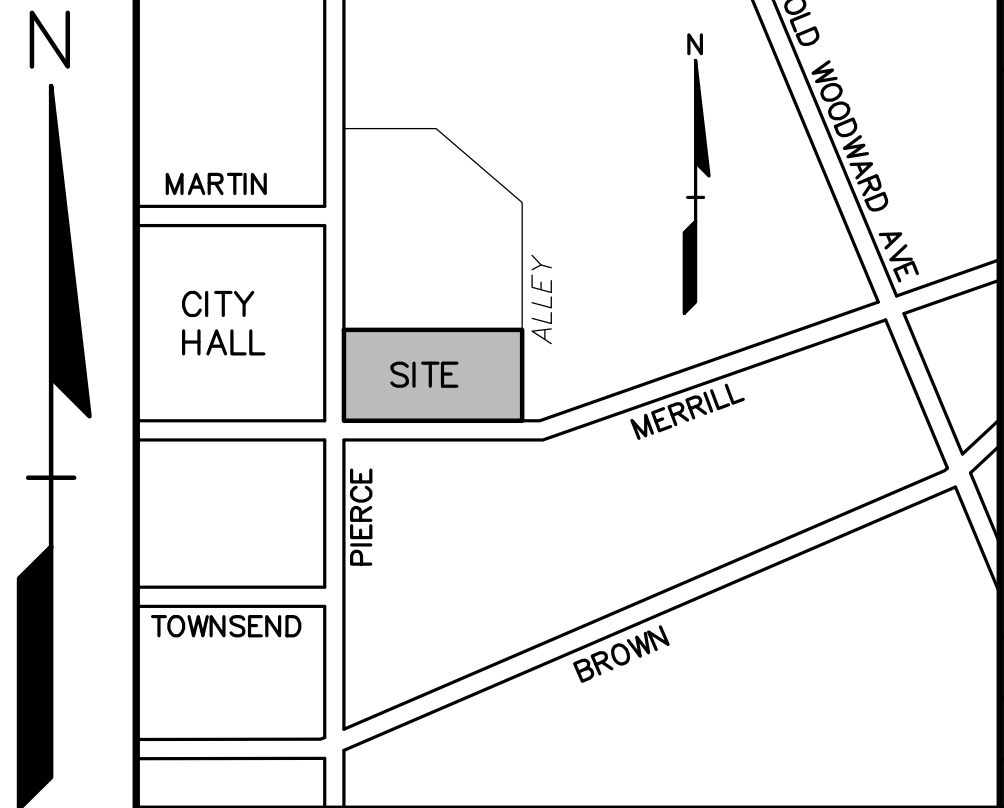 N
N
OLD WOODWARD AVE
MARTIN
CITY
HALL
ALLEY
SITE
MERRILL
PIERCE
TOWNSEND
BROWN